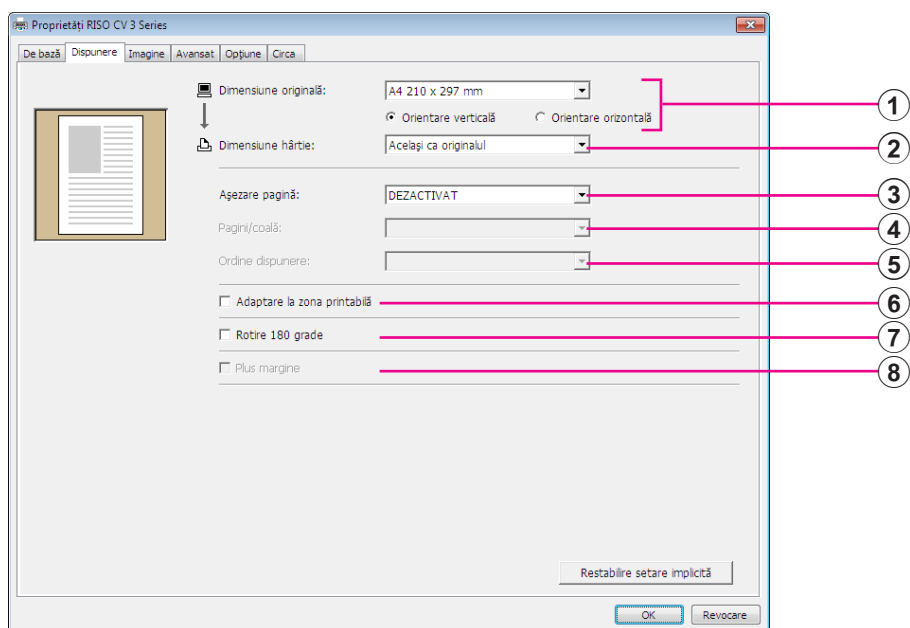 Proprietăți RISO CV 3 Series
De bază Dispunere Imagine Avansat Opțiune Circa
Dimensiune originală: A4 210 x 297 mm
1
Orientare verticală Orientare orizontală
Dimensiune hârtie: Același ca originalul
2
Așezare pagină: DEZACTIVAT
3
Pagini/coală:
4
Ordine dispunere:
5
Adaptare la zona printabilă
6
Rotire 180 grade
7
Plus margine
8
Restabilire setare implicită
OK Revocare